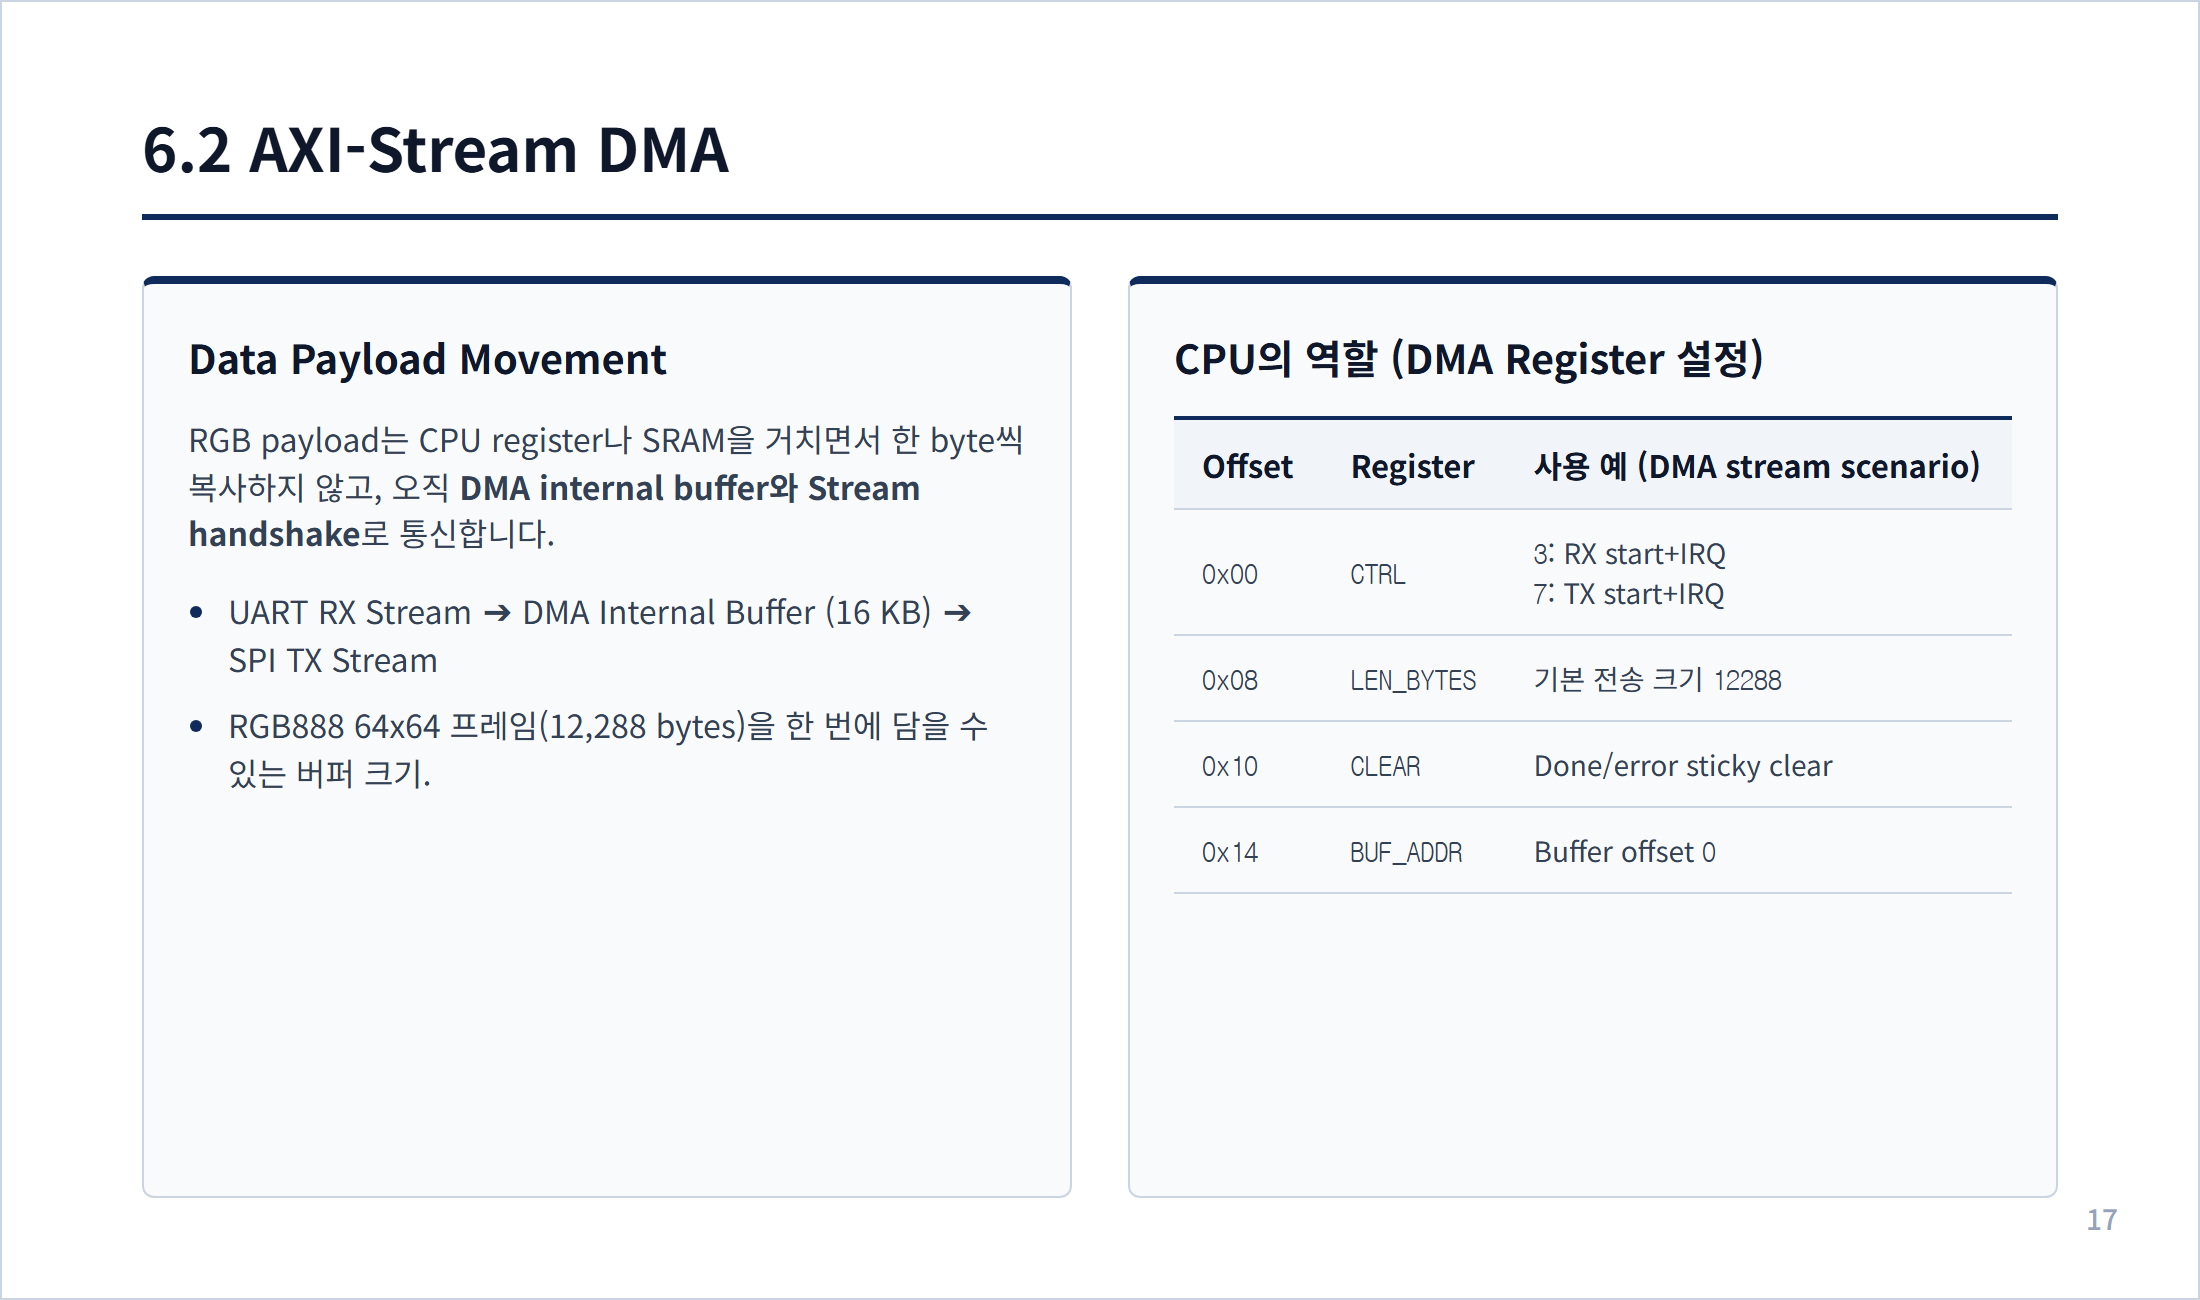 6.2 AXI-Stream DMA
Data Payload Movement
RGB payload는 CPU register나 SRAM을 거치면서 한 byte씩
복사하지 않고, 오직 DMA internal buffer와 Stream
handshake로 통신합니다.
• UART RX Stream ➔ DMA Internal Buffer (16 KB) ➔
SPI TX Stream
• RGB888 64x64 프레임(12,288 bytes)을 한 번에 담을 수
있는 버퍼 크기.
CPU의 역할 (DMA Register 설정)
Offset Register 사용 예 (DMA stream scenario)
0x00 CTRL 3: RX start+IRQ
7: TX start+IRQ
0x08 LEN_BYTES 기본 전송 크기 12288
0x10 CLEAR Done/error sticky clear
0x14 BUF_ADDR Buffer offset 0
17